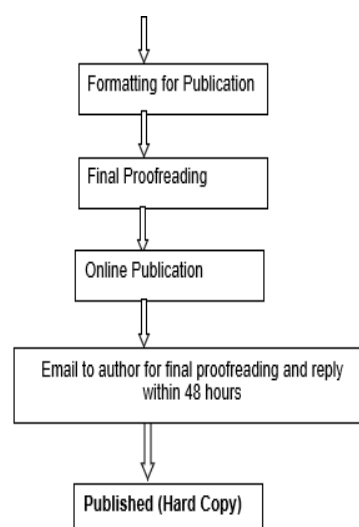 Formatting for Publication
Final Proofreading
Online Publication
Email to author for final proofreading and reply
within 48 hours
Published (Hard Copy)